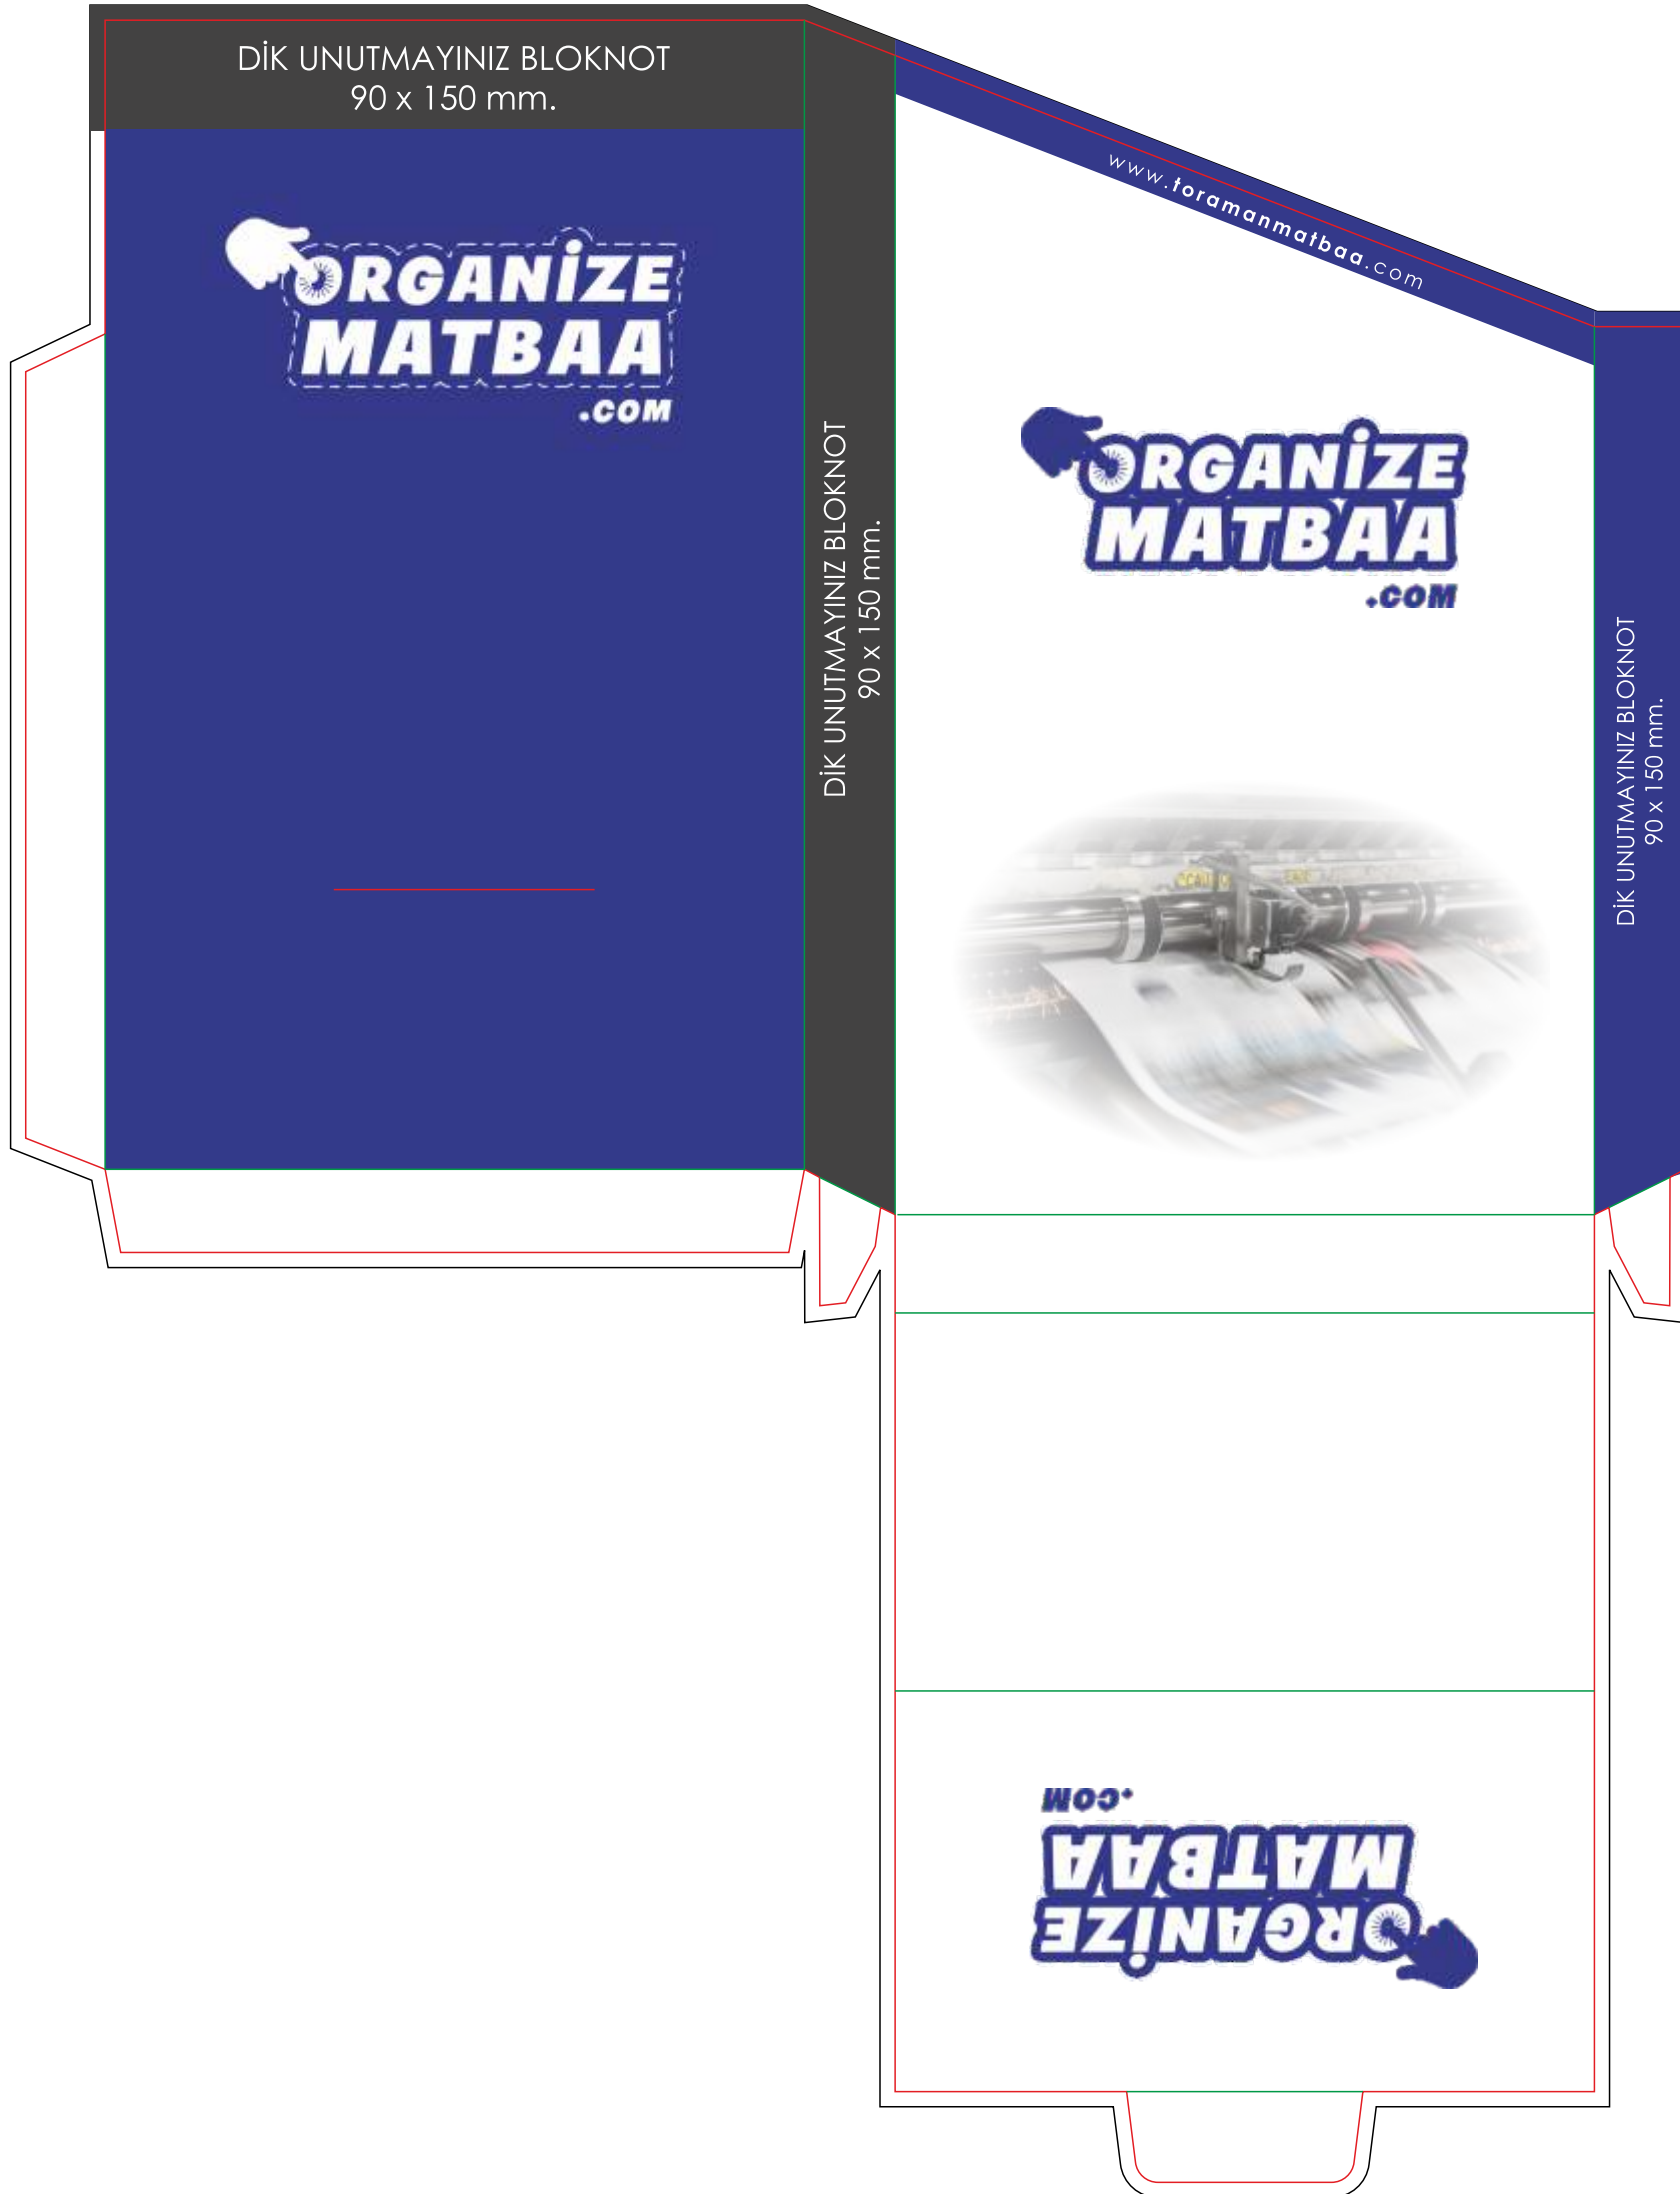 DİK UNUTMAYINIZ BLOKNOT
90 x 150 mm.
ORGANİZE
MATBAA
.COM
DİK UNUTMAYINIZ BLOKNOT
90 x 150 mm.
www.toramanmatbaa.com
ORGANİZE
MATBAA
.COM
DİK UNUTMAYINIZ BLOKNOT
90 x 150 mm.
ORGANİZE
MATBAA
.COM